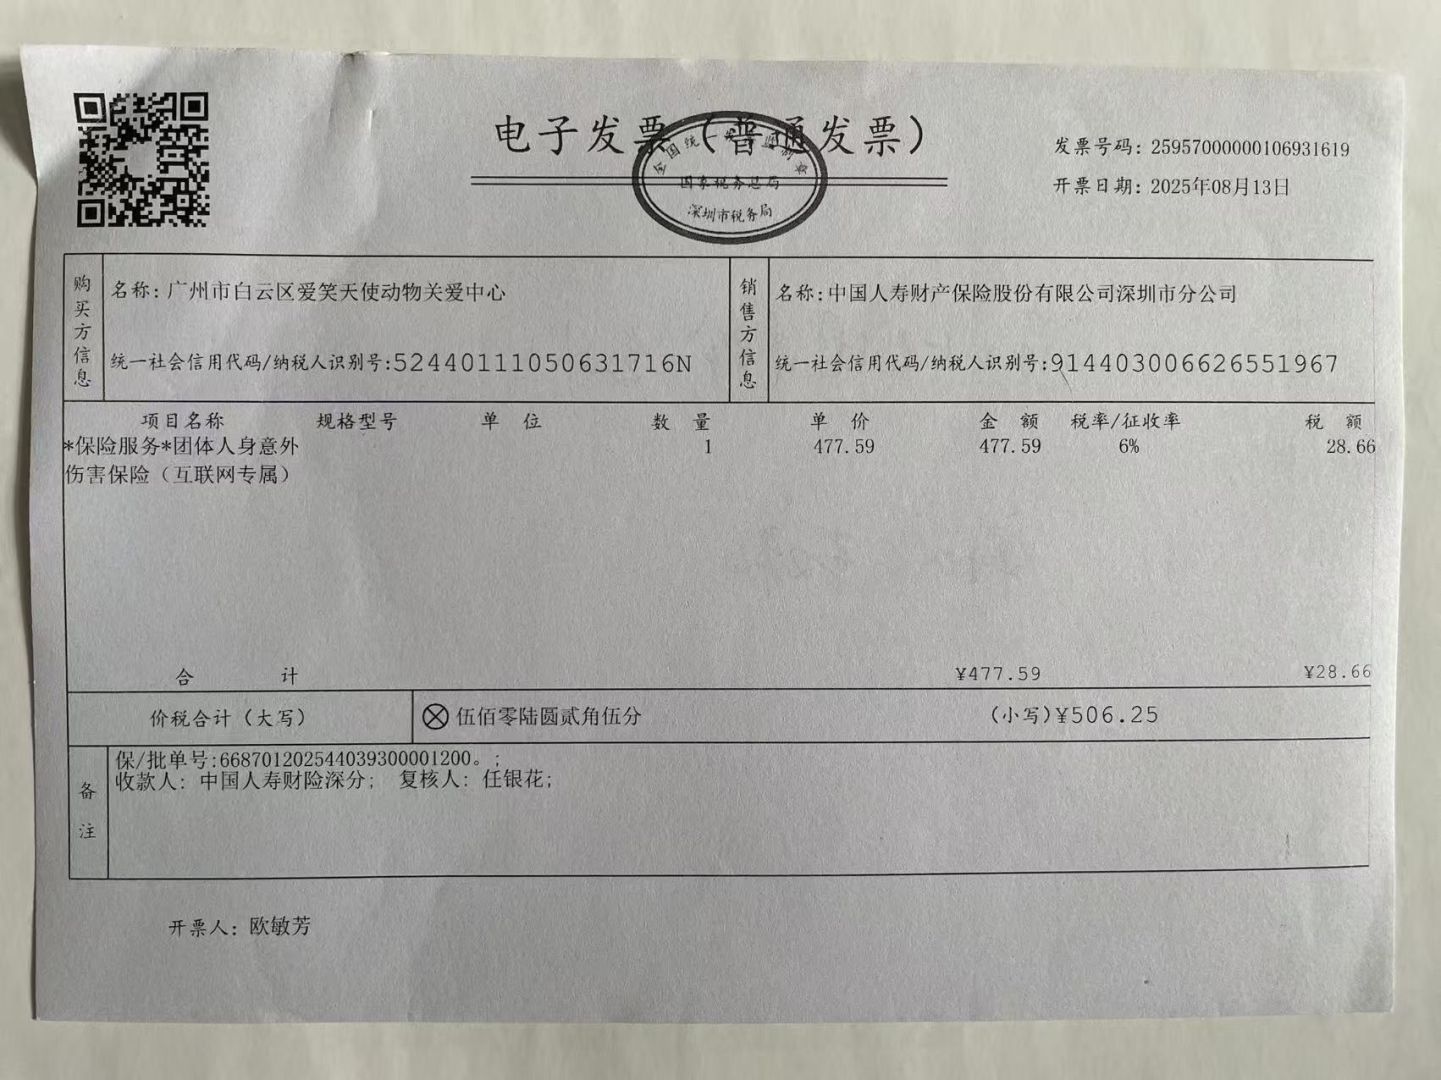 电子发票（普通发票）
全国统一发票监制章
国家税务总局
深圳市税务局
发票号码：25957000000106931619
开票日期：2025年08月13日
购买方信息
名称：广州市白云区爱笑天使动物关爱中心
统一社会信用代码/纳税人识别号:52440111050631716N
销售方信息
名称：中国人寿财产保险股份有限公司深圳市分公司
统一社会信用代码/纳税人识别号:914403006626551967
项目名称 规格型号 单 位 数 量 单 价 金 额 税率/征收率 税 额
*保险服务*团体人身意外 1 477.59 477.59 6% 28.66
伤害保险（互联网专属）
合 计 ¥477.59 ¥28.66
价税合计（大写） 伍佰零陆圆贰角伍分 （小写）¥506.25
备注
保/批单号:668701202544039300001200。;
收款人：中国人寿财险深分; 复核人：任银花;
开票人：欧敏芳